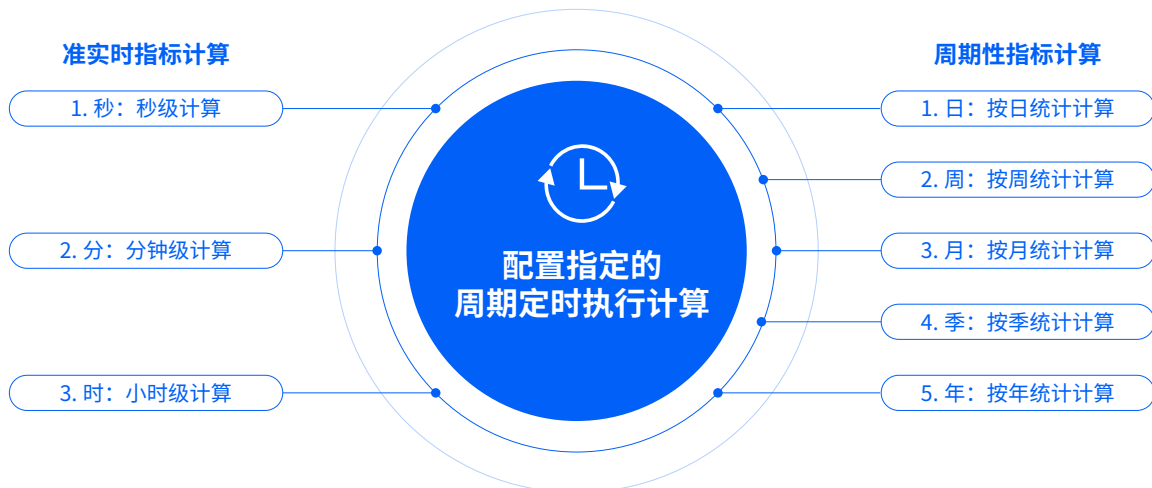 准实时指标计算
1. 秒：秒级计算
2. 分：分钟级计算
3. 时：小时级计算
配置指定的
周期定时执行计算
周期性指标计算
1. 日：按日统计计算
2. 周：按周统计计算
3. 月：按月统计计算
4. 季：按季统计计算
5. 年：按年统计计算